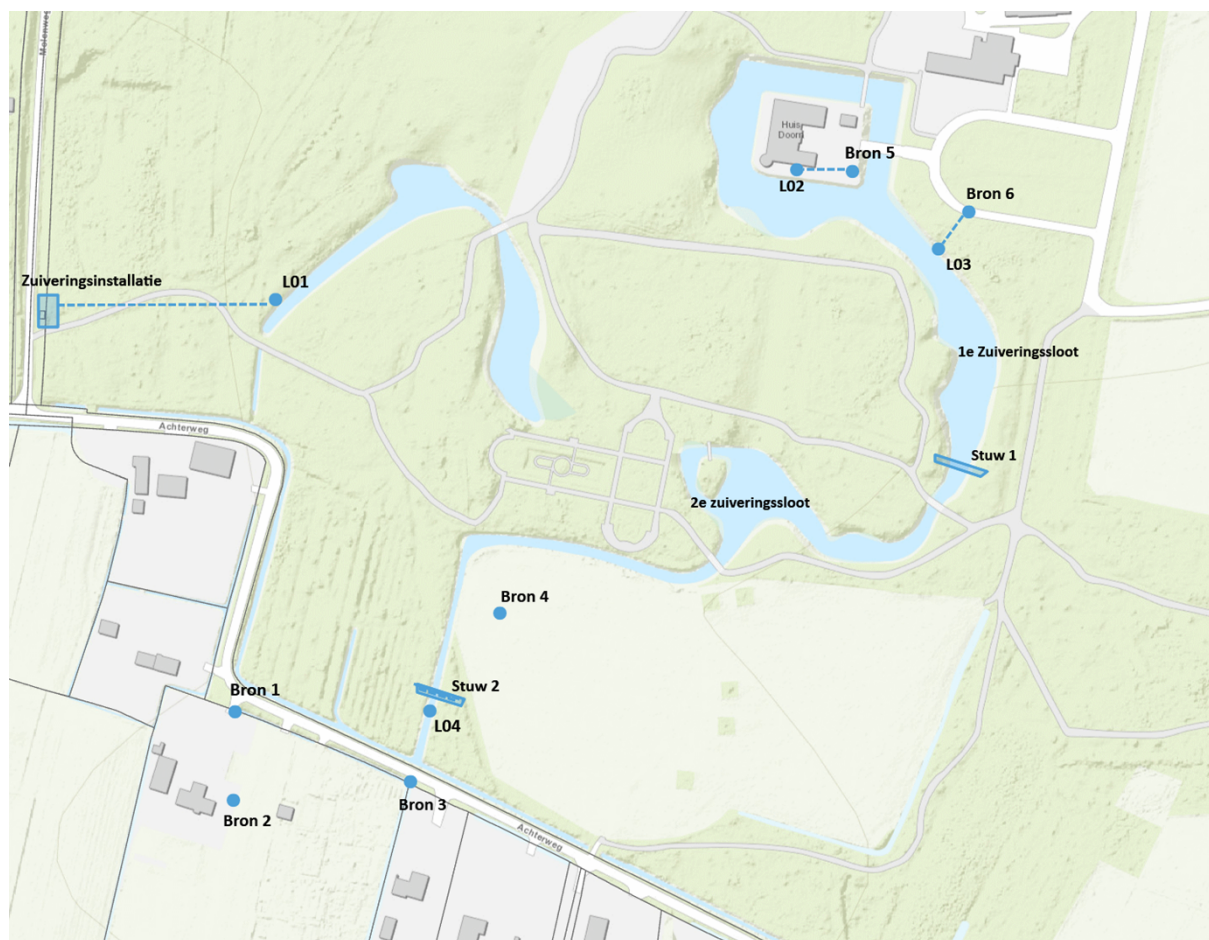 Molenweg
Huis
Doorn
Bron 5
L02
Bron 6
L03
Zuiveringsinstallatie
L01
1e Zuiveringssloot
Achterweg
Stuw 1
2e zuiveringssloot
Bron 4
Stuw 2
Bron 1
L04
Bron 3
Bron 2
Achterweg